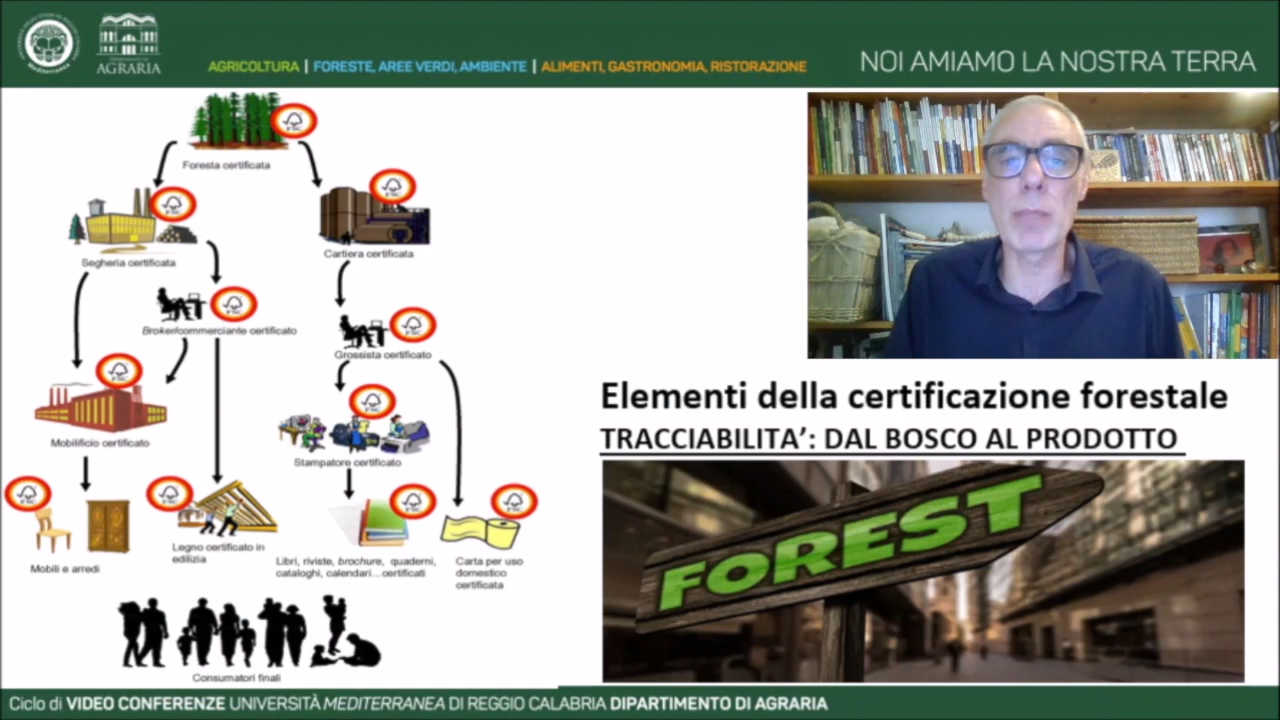 AGRARIA
AGRICOLTURA | FORESTE, AREE VERDI, AMBIENTE | ALIMENTI, GASTRONOMIA, RISTORAZIONE
NOI AMIAMO LA NOSTRA TERRA
Foresta certificata
Segheria certificata
Cartiera certificata
Broker/commerciante certificato
Grossista certificato
Mobilificio certificato
Stampatore certificato
Mobili e arredi
Legno certificato in
edilizia
Libri, riviste, brochure, quaderni,
cataloghi, calendari...certificati
Carta per uso
domestico
certificata
Consumatori finali
Elementi della certificazione forestale
TRACCIABILITA’: DAL BOSCO AL PRODOTTO
FOREST
Ciclo di VIDEO CONFERENZE UNIVERSITÀ MEDITERRANEA DI REGGIO CALABRIA DIPARTIMENTO DI AGRARIA